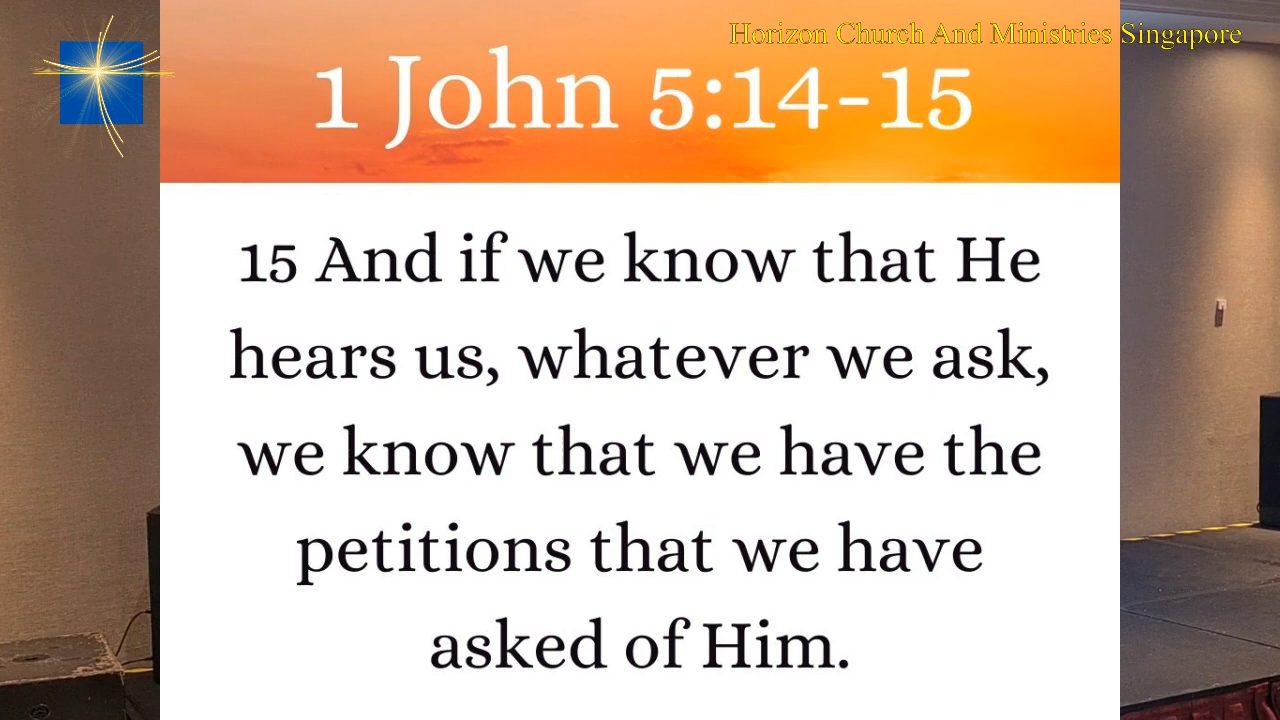 Horizon Church And Ministries Singapore
1 John 5:14-15
15 And if we know that He
hears us, whatever we ask,
we know that we have the
petitions that we have
asked of Him.